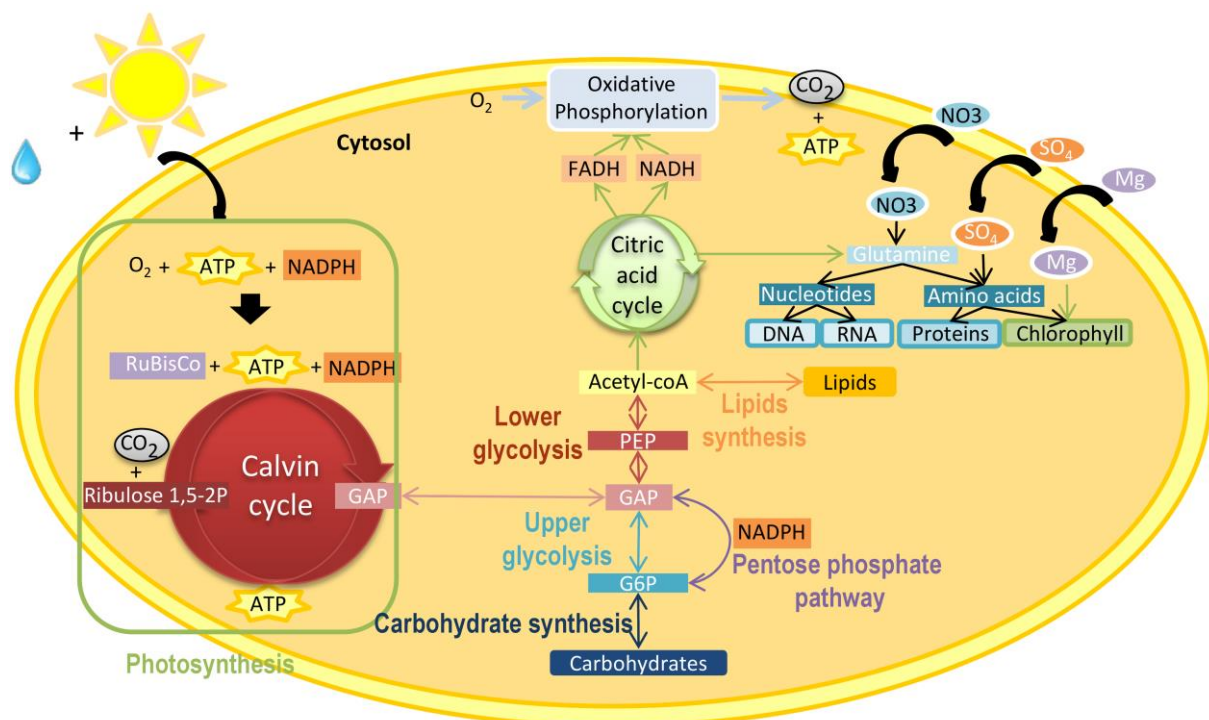 Oxidative
Phosphorylation
O2
CO2
+
ATP
NO3
SO4
Mg
+
Cytosol
FADH
NADH
NO3
SO4
Mg
Citric
acid
cycle
Glutamine
Nucleotides
Amino acids
DNA
RNA
Proteins
Chlorophyll
O2 + ATP + NADPH
RuBisCo + ATP + NADPH
Acetyl-coA
Lipids
Lipids
synthesis
Lower
glycolysis
PEP
CO2
+
Ribulose 1,5-2P
Calvin
cycle
GAP
GAP
Upper
glycolysis
NADPH
Pentose phosphate
pathway
G6P
ATP
Carbohydrate synthesis
Photosynthesis
Carbohydrates